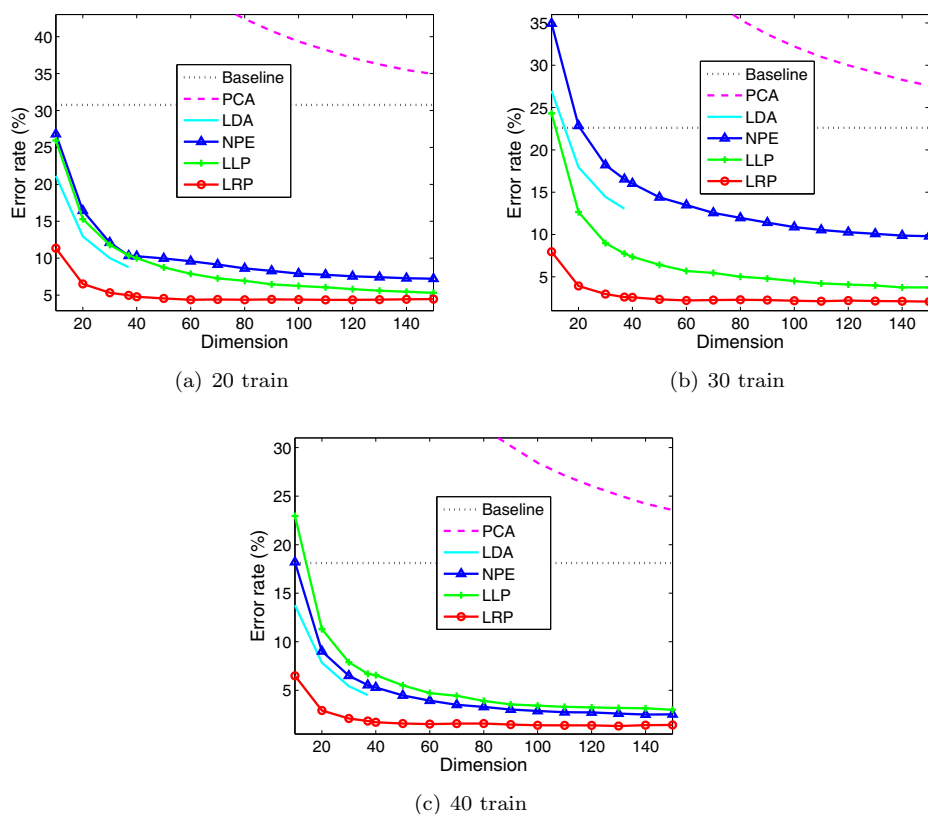 40
35
30
25
20
15
10
5
Error rate (%)
Baseline
PCA
LDA
NPE
LLP
LRP
20 40 60 80 100 120 140
Dimension
(a) 20 train
35
30
25
20
15
10
5
Error rate (%)
Baseline
PCA
LDA
NPE
LLP
LRP
20 40 60 80 100 120 140
Dimension
(b) 30 train
30
25
20
15
10
5
Error rate (%)
Baseline
PCA
LDA
NPE
LLP
LRP
20 40 60 80 100 120 140
Dimension
(c) 40 train